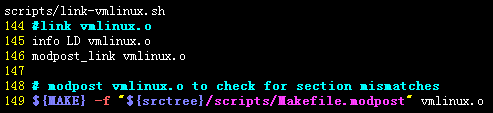 scripts/link-vmlinux.sh
144 #link vmlinux.o
145 info LD vmlinux.o
146 modpost_link vmlinux.o
147
148 # modpost vmlinux.o to check for section mismatches
149 ${MAKE} -f "${srctree}/scripts/Makefile.modpost" vmlinux.o